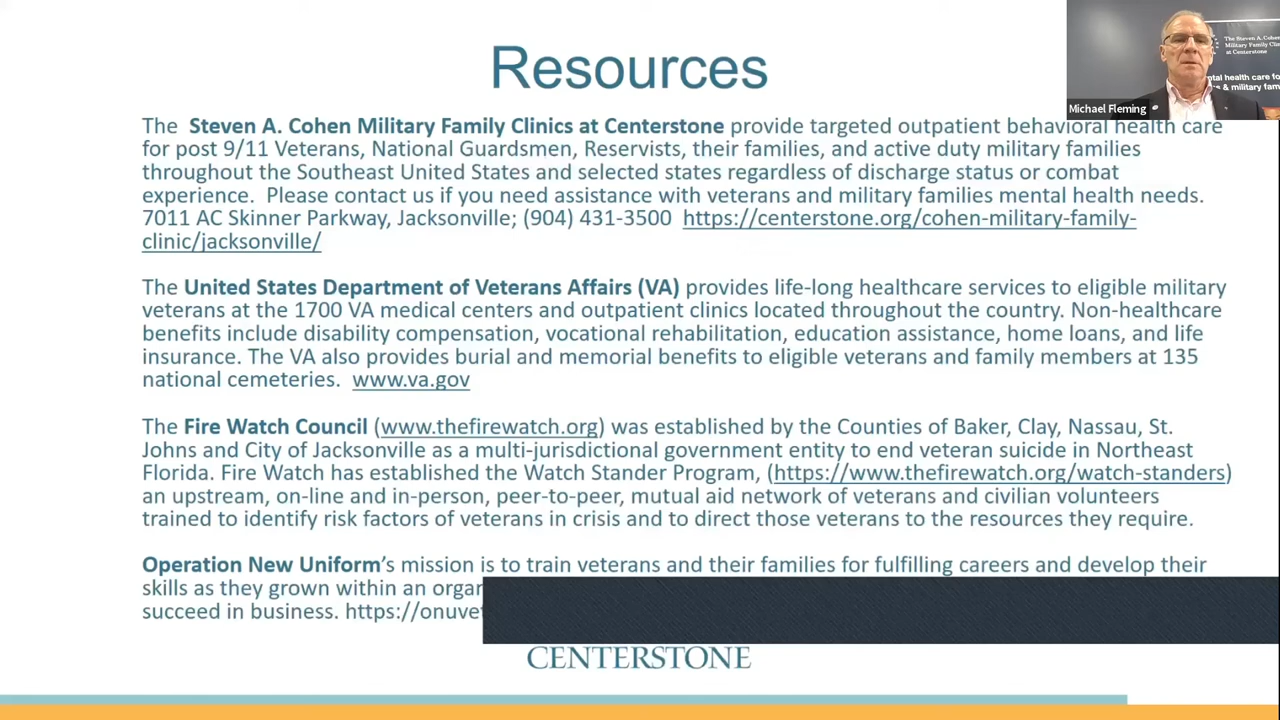 Resources
The Steven A. Cohen Military Family Clinics at Centerstone provide targeted outpatient behavioral health care
for post 9/11 Veterans, National Guardsmen, Reservists, their families, and active duty military families
throughout the Southeast United States and selected states regardless of discharge status or combat
experience. Please contact us if you need assistance with veterans and military families mental health needs.
7011 AC Skinner Parkway, Jacksonville; (904) 431-3500 https://centerstone.org/cohen-military-family-
clinic/jacksonville/
The United States Department of Veterans Affairs (VA) provides life-long healthcare services to eligible military
veterans at the 1700 VA medical centers and outpatient clinics located throughout the country. Non-healthcare
benefits include disability compensation, vocational rehabilitation, education assistance, home loans, and life
insurance. The VA also provides burial and memorial benefits to eligible veterans and family members at 135
national cemeteries. www.va.gov
The Fire Watch Council (www.thefirewatch.org) was established by the Counties of Baker, Clay, Nassau, St.
Johns and City of Jacksonville as a multi-jurisdictional government entity to end veteran suicide in Northeast
Florida. Fire Watch has established the Watch Stander Program, (https://www.thefirewatch.org/watch-standers)
an upstream, on-line and in-person, peer-to-peer, mutual aid network of veterans and civilian volunteers
trained to identify risk factors of veterans in crisis and to direct those veterans to the resources they require.
Operation New Uniform's mission is to train veterans and their families for fulfilling careers and develop their
skills as they grown within an
succeed in business. https://onuvet
CENTERSTONE
The Steven A. Cohen
Military Family Clinic
at Centerstone
health care for
& military
Michael Fleming